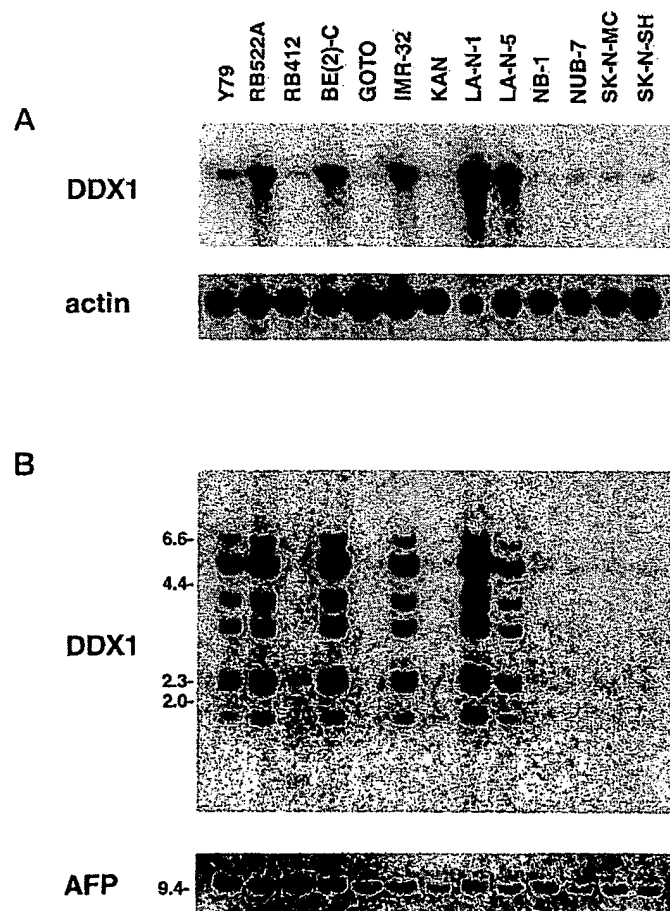 Y79 RB522A RB412 BE(2)-C GOTO IMR-32 KAN LA-N-1 LA-N-5 NB-1 NUB-7 SK-N-MC SK-N-SH
A
DDX1
actin
B
6.6-
4.4-
DDX1
2.3-
2.0-
AFP 9.4-